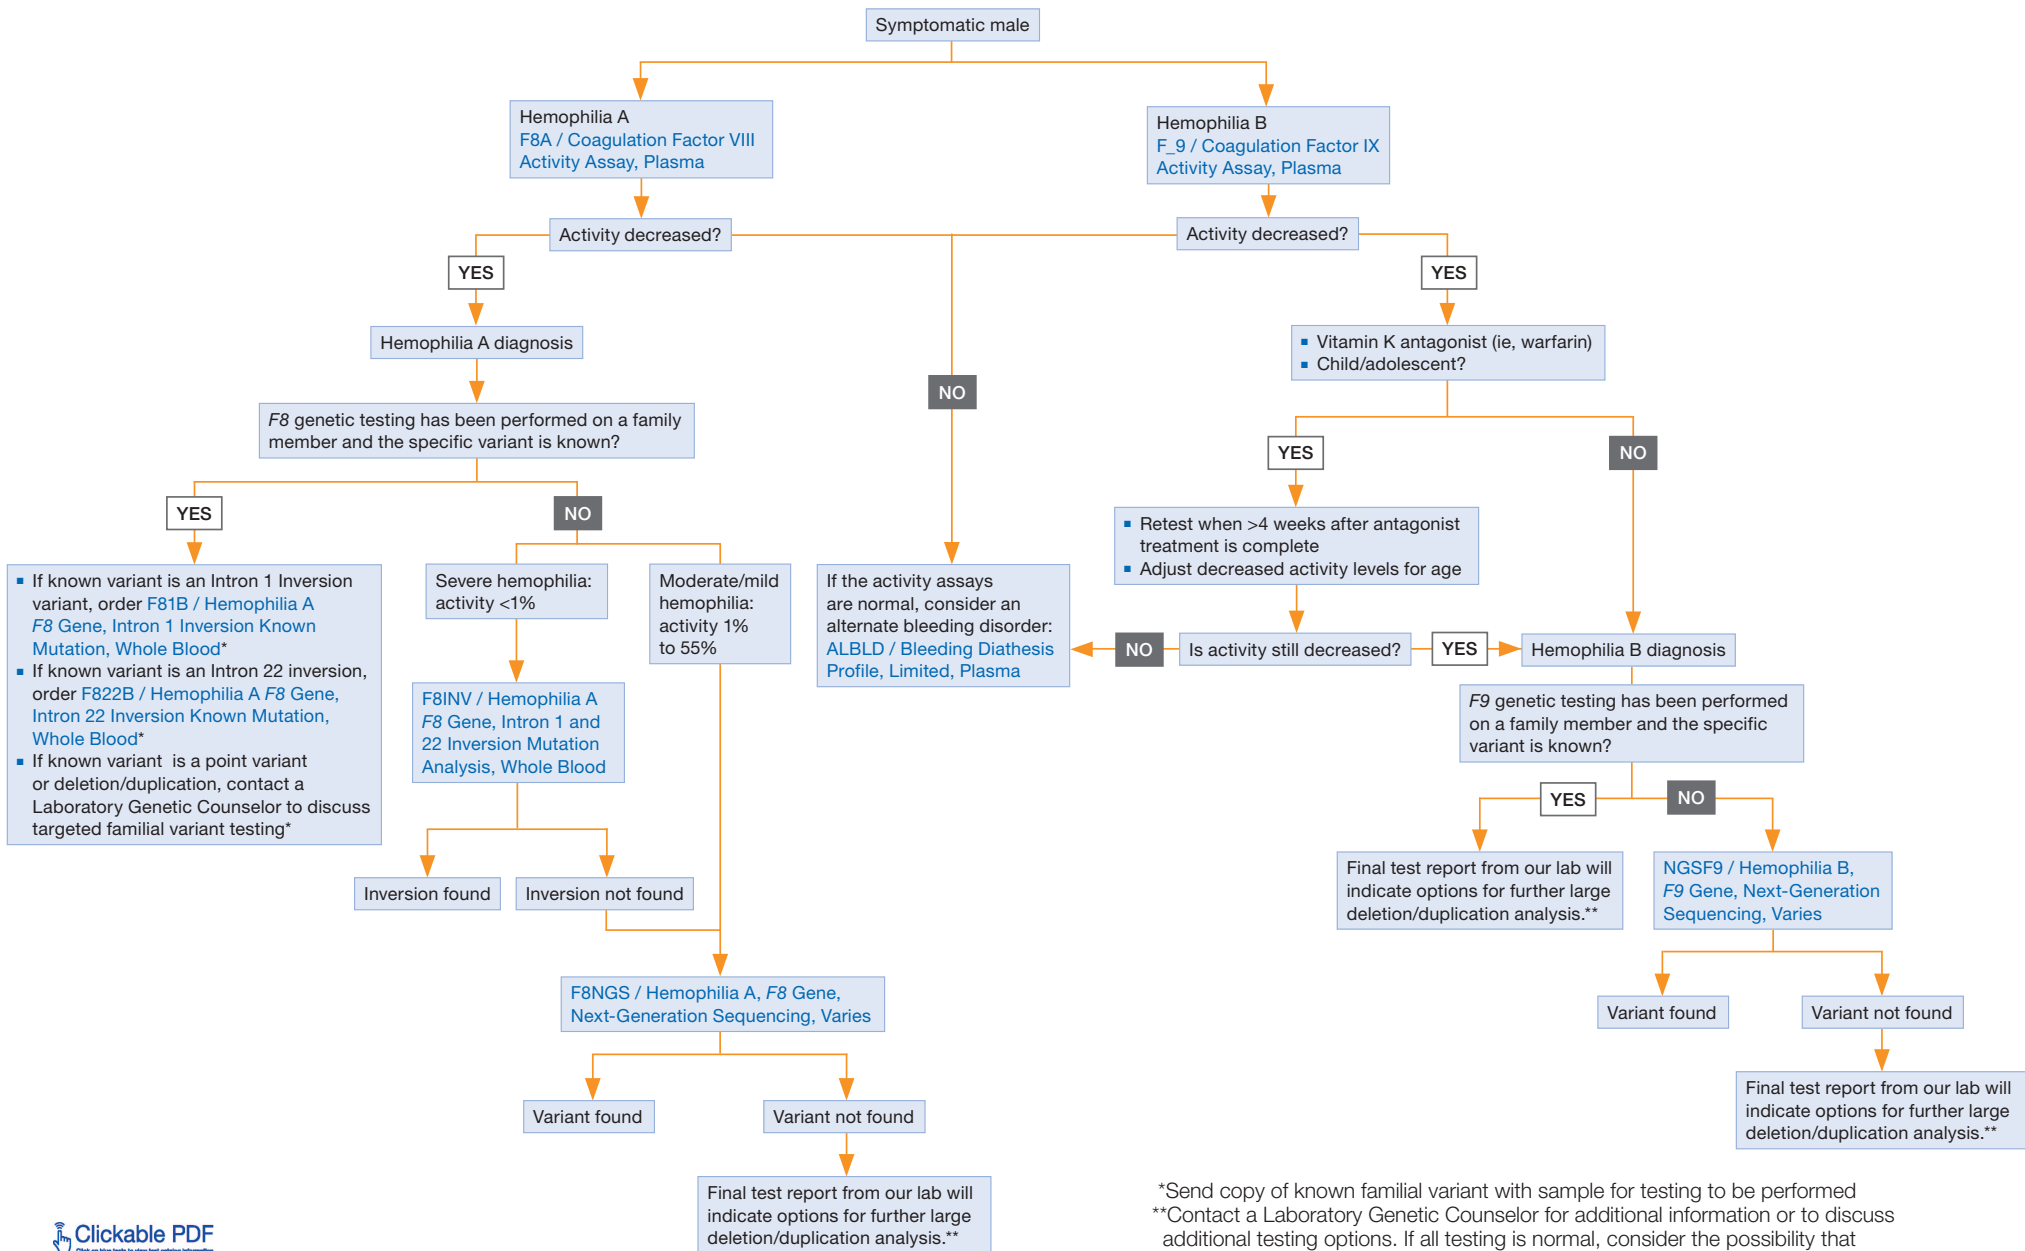 Symptomatic male
Hemophilia A
F8A / Coagulation Factor VIII
Activity Assay, Plasma
Hemophilia B
F_9 / Coagulation Factor IX
Activity Assay, Plasma
Activity decreased?
Activity decreased?
YES
YES
Hemophilia A diagnosis
▪ Vitamin K antagonist (ie, warfarin)
▪ Child/adolescent?
NO
F8 genetic testing has been performed on a family
member and the specific variant is known?
YES
NO
YES
NO
▪ Retest when >4 weeks after antagonist
treatment is complete
▪ Adjust decreased activity levels for age
▪ If known variant is an Intron 1 Inversion
variant, order F81B / Hemophilia A
F8 Gene, Intron 1 Inversion Known
Mutation, Whole Blood*
▪ If known variant is an Intron 22 inversion,
order F822B / Hemophilia A F8 Gene,
Intron 22 Inversion Known Mutation,
Whole Blood*
▪ If known variant is a point variant
or deletion/duplication, contact a
Laboratory Genetic Counselor to discuss
targeted familial variant testing*
Severe hemophilia:
activity <1%
Moderate/mild
hemophilia:
activity 1%
to 55%
If the activity assays
are normal, consider an
alternate bleeding disorder:
ALBLD / Bleeding Diathesis
Profile, Limited, Plasma
NO
Is activity still decreased?
YES
Hemophilia B diagnosis
F8INV / Hemophilia A
F8 Gene, Intron 1 and
22 Inversion Mutation
Analysis, Whole Blood
F9 genetic testing has been performed
on a family member and the specific
variant is known?
YES
NO
Inversion found
Inversion not found
Final test report from our lab will
indicate options for further large
deletion/duplication analysis.**
NGSF9 / Hemophilia B,
F9 Gene, Next-Generation
Sequencing, Varies
F8NGS / Hemophilia A, F8 Gene,
Next-Generation Sequencing, Varies
Variant found
Variant not found
Variant found
Variant not found
Final test report from our lab will
indicate options for further large
deletion/duplication analysis.**
Final test report from our lab will
indicate options for further large
deletion/duplication analysis.**
*Send copy of known familial variant with sample for testing to be performed
**Contact a Laboratory Genetic Counselor for additional information or to discuss
additional testing options. If all testing is normal, consider the possibility that
Clickable PDF